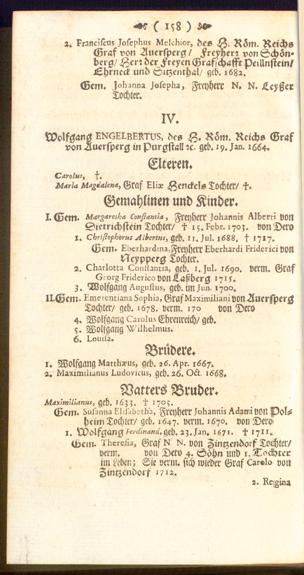 ( 158 )
2. Franciscus Josephus Melchior, des H. Röm. Reichs
Graf von Auersperg / Freyherr von Schön-
berg / Herr der Freyen Grafschafft Peillnstein /
Ehrneck und Sitzenthal / geb. 1682.
Gem. Johanna Josepha, Freyherr N. N. Leyßer
Tochter.
IV.
Wolfgang ENGELBERTUS, des H. Röm. Reichs Graf
von Auersperg in Purgstall ꝛc. geb. 19. Jan. 1664.
Elteren.
Carolus, †.
Maria Magdalena, Graf Eliæ Henckels Tochter / †.
Gemahlinen und Kinder.
I. Gem. Margaretha Constantia, Freyherr Johannis Alberti von
Dietrichstein Tochter / † 15. Febr. 1703. von Dero
1. Christophorus Albertus, geb. 11. Jul. 1688, † 1717.
Gem. Eberhardina, Freyherr Eberhardi Friderici von
Neypperg Tochter.
2. Charlotta Constantia, geb. 1. Jul. 1690. verm. Graf
Georg Friderico von Lasberg 1715.
3. Wolfgang Augustus, geb. im Jun. 1700.
II. Gem. Emerentiana Sophia, Graf Maximiliani von Auersperg
Tochter / geb. 1678. verm. 170 von Dero
4. Wolfgang Carolus Ehrenreich / geb.
5. Wolfgang Wilhelmus.
6. Louisa.
Brüdere.
1. Wolfgang Matthæus, geb. 26. Apr. 1667.
2. Maximilianus Ludovicus, geb. 26. Oct. 1668.
Vatters Bruder.
Maximilianus, geb. 1633. † 1705.
Gem. Susanna Elisabetha, Freyherr Johannis Adami von Pol-
heim Tochter / geb. 1647. verm. 1670. von Dero
1. Wolfgang Ferdinand. geb. 23. Jan. 1671. † 1711.
Gem. Theresia, Graf N. N. von Zintzendorf Tochter /
verm. von Dero 4. Söhn und 1. Tochter
im Leben; Sie verm. sich wieder Graf Carolo von
Zintzendorf 1712.
2. Regina